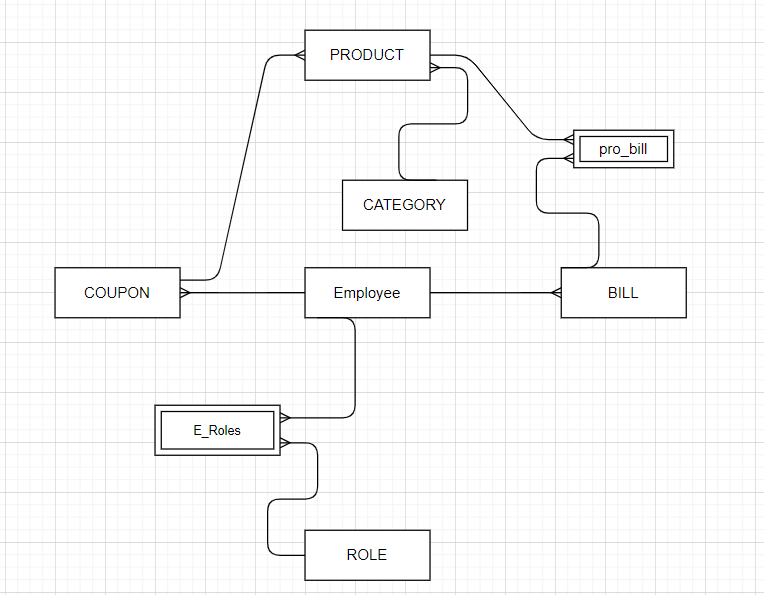 PRODUCT
pro_bill
CATEGORY
COUPON
Employee
BILL
E_Roles
ROLE